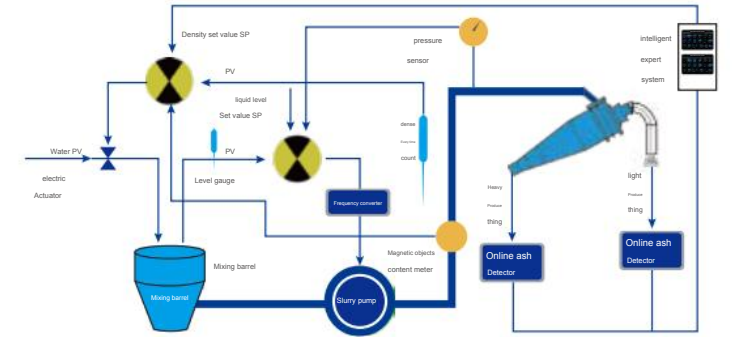 Density set value SP
pressure
sensor
intelligent
expert
system
PV
liquid level
Set value SP
dense
count
Water PV
PV
Level gauge
electric
Actuator
Frequency converter
Heavy
Produce
thing
light
Produce
thing
Magnetic objects
content meter
Online ash
Detector
Online ash
Detector
Mixing barrel
Mixing barrel
Slurry pump